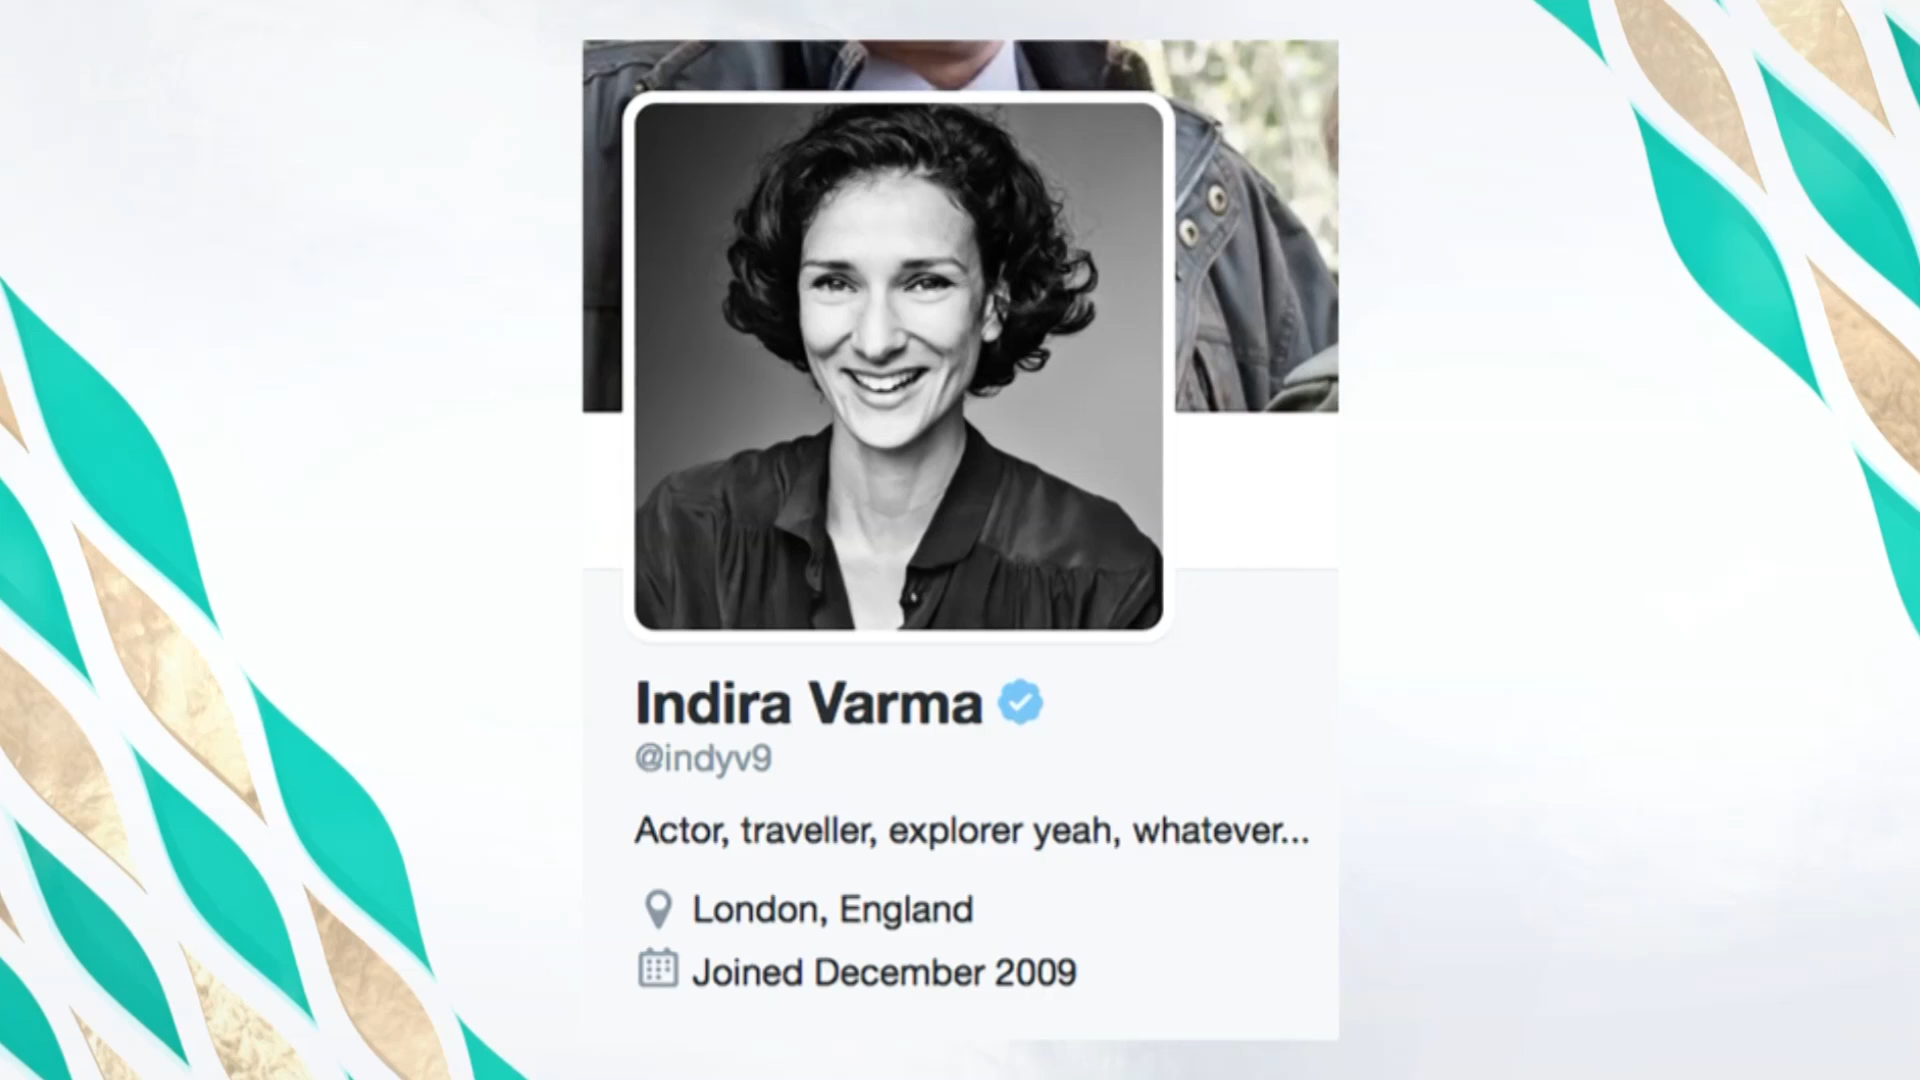 Indira Varma
@indyv9
Actor, traveller, explorer yeah, whatever...
London, England
Joined December 2009